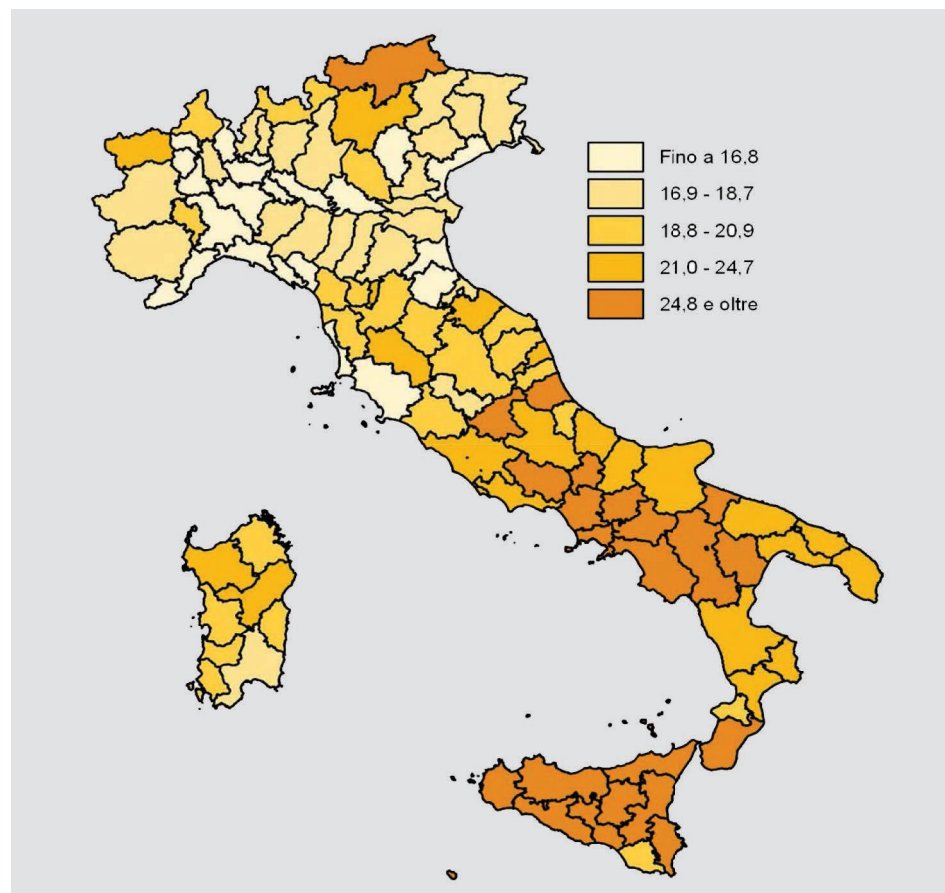 Fino a 16,8
16,9 - 18,7
18,8 - 20,9
21,0 - 24,7
24,8 e oltre